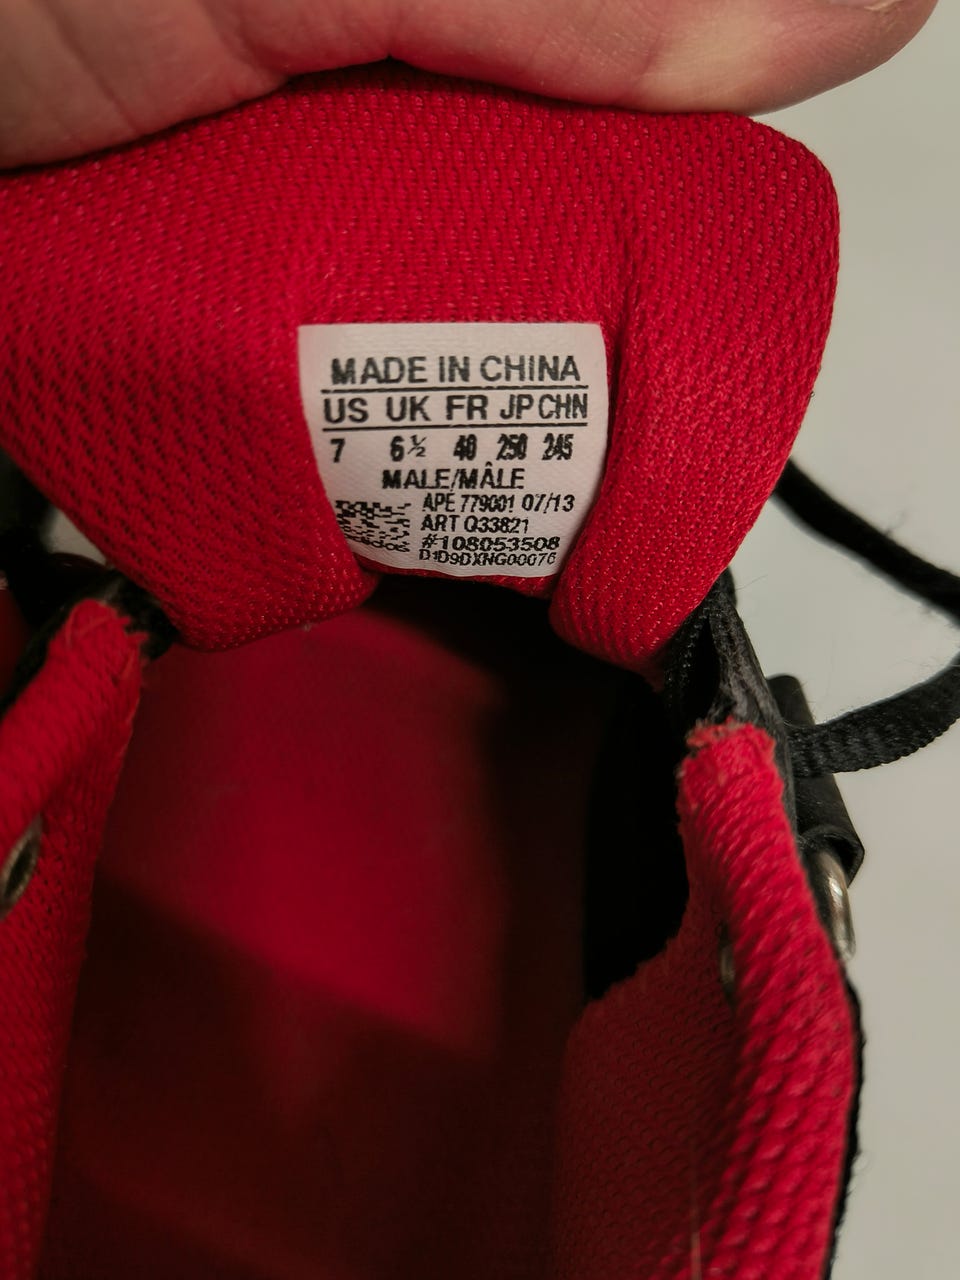 MADE IN CHINA
US UK FR JP CHN
7 6½ 40 250 245
MALE/MÂLE
APE 779001 07/13
ART Q33821
#108053508
D1D9DXNG00076